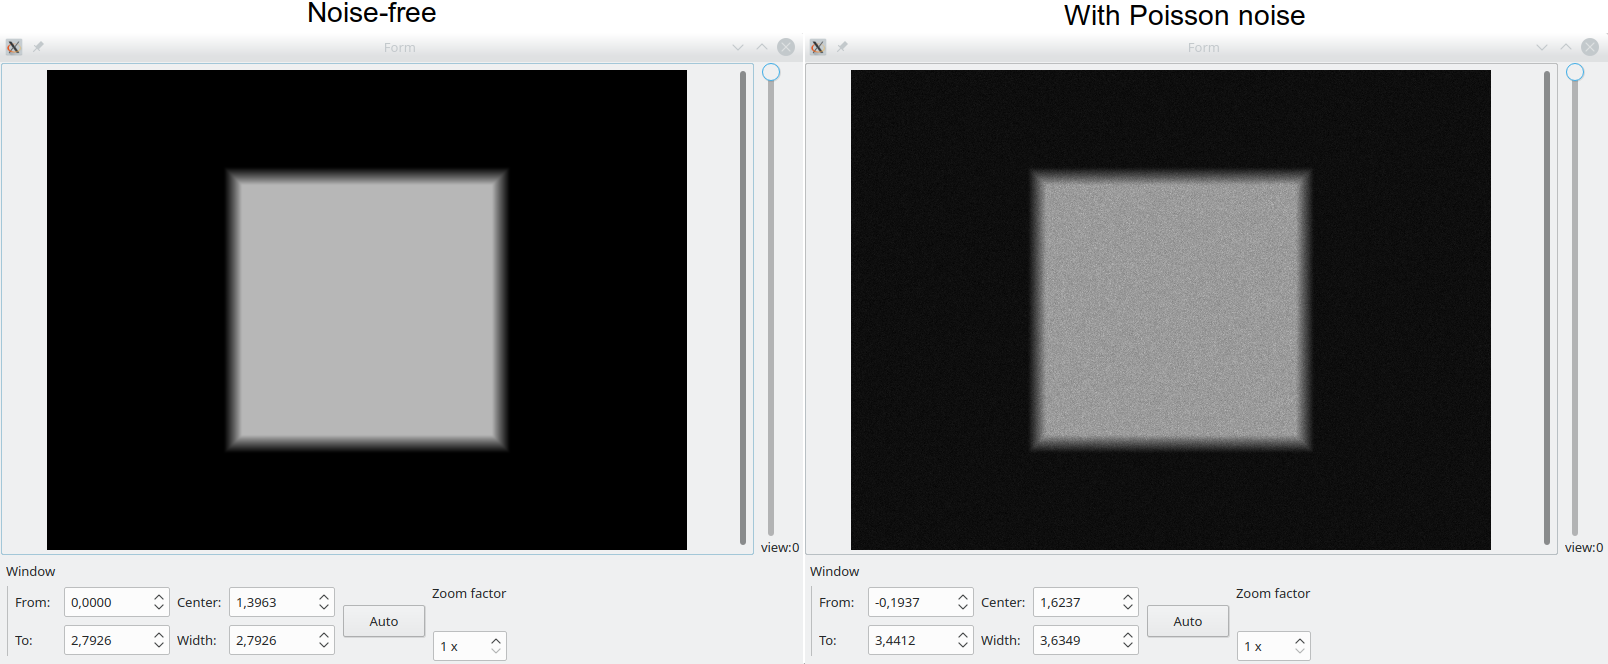 Noise-free
With Poisson noise
Form
Form
view:0
view:0
Window
Window
From: 0,0000 Center: 1,3963 Zoom factor
To: 2,7926 Width: 2,7926 Auto 1 x
From: -0,1937 Center: 1,6237 Zoom factor
To: 3,4412 Width: 3,6349 Auto 1 x